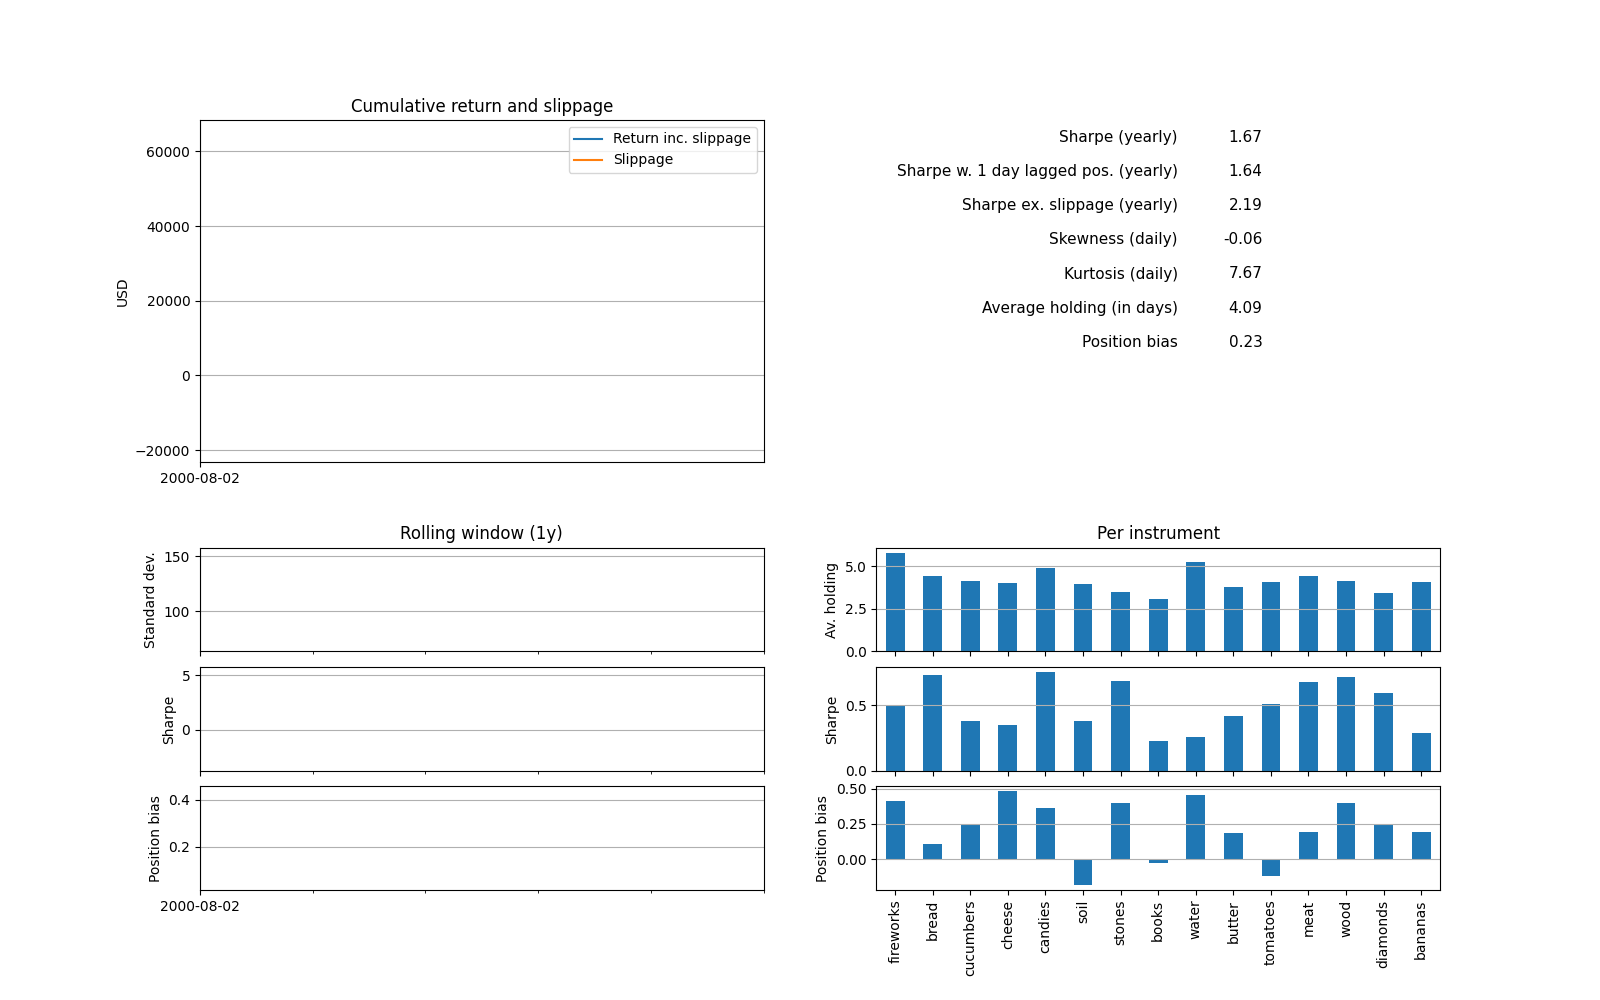 Cumulative return and slippage
Return inc. slippage
Slippage
60000
40000
20000
0
−20000
USD
2000-08-02
Sharpe (yearly) 1.67
Sharpe w. 1 day lagged pos. (yearly) 1.64
Sharpe ex. slippage (yearly) 2.19
Skewness (daily) -0.06
Kurtosis (daily) 7.67
Average holding (in days) 4.09
Position bias 0.23
Rolling window (1y)
150
100
Standard dev.
5
0
Sharpe
0.4
0.2
Position bias
2000-08-02
Per instrument
5.0
2.5
0.0
Av. holding
0.5
0.0
Sharpe
0.50
0.25
0.00
Position bias
fireworks
bread
cucumbers
cheese
candies
soil
stones
books
water
butter
tomatoes
meat
wood
diamonds
bananas